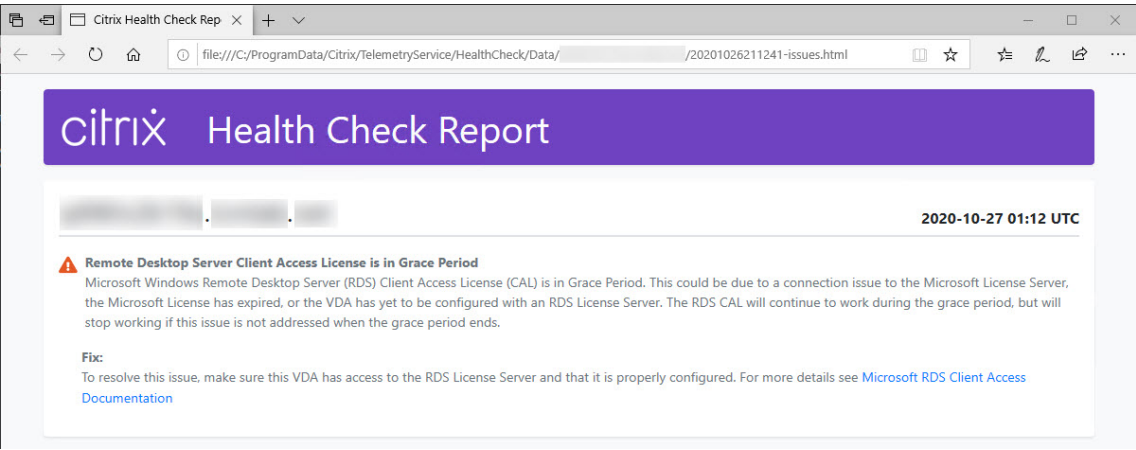 Citrix Health Check Rep
file:///C:/ProgramData/Citrix/TelemetryService/HealthCheck/Data/ /20201026211241-issues.html
citrix Health Check Report
. .
2020-10-27 01:12 UTC
Remote Desktop Server Client Access License is in Grace Period
Microsoft Windows Remote Desktop Server (RDS) Client Access License (CAL) is in Grace Period. This could be due to a connection issue to the Microsoft License Server,
the Microsoft License has expired, or the VDA has yet to be configured with an RDS License Server. The RDS CAL will continue to work during the grace period, but will
stop working if this issue is not addressed when the grace period ends.
Fix:
To resolve this issue, make sure this VDA has access to the RDS License Server and that it is properly configured. For more details see Microsoft RDS Client Access
Documentation